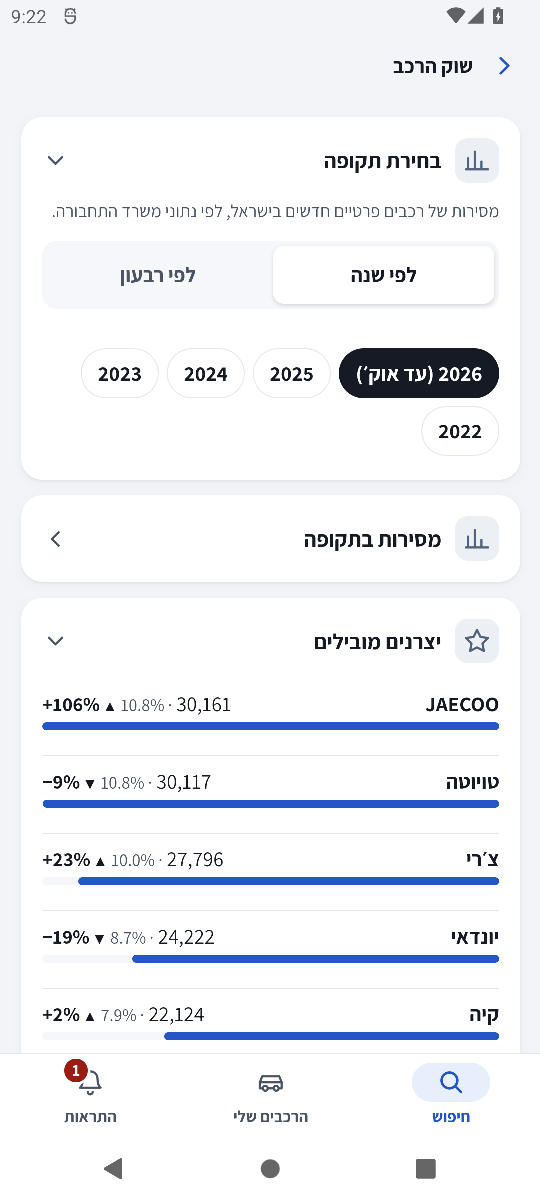 9:22
שוק הרכב
בחירת תקופה
מסירות של רכבים פרטיים חדשים בישראל, לפי נתוני משרד התחבורה.
לפי שנה
לפי רבעון
2026 (עד אוק׳)
2025
2024
2023
2022
מסירות בתקופה
יצרנים מובילים
JAECOO
30,161 · 10.8% ▲ +106%
טויוטה
30,117 · 10.8% ▼ −9%
צ׳רי
27,796 · 10.0% ▲ +23%
יונדאי
24,222 · 8.7% ▼ −19%
קיה
22,124 · 7.9% ▲ +2%
חיפוש
הרכבים שלי
1
התראות